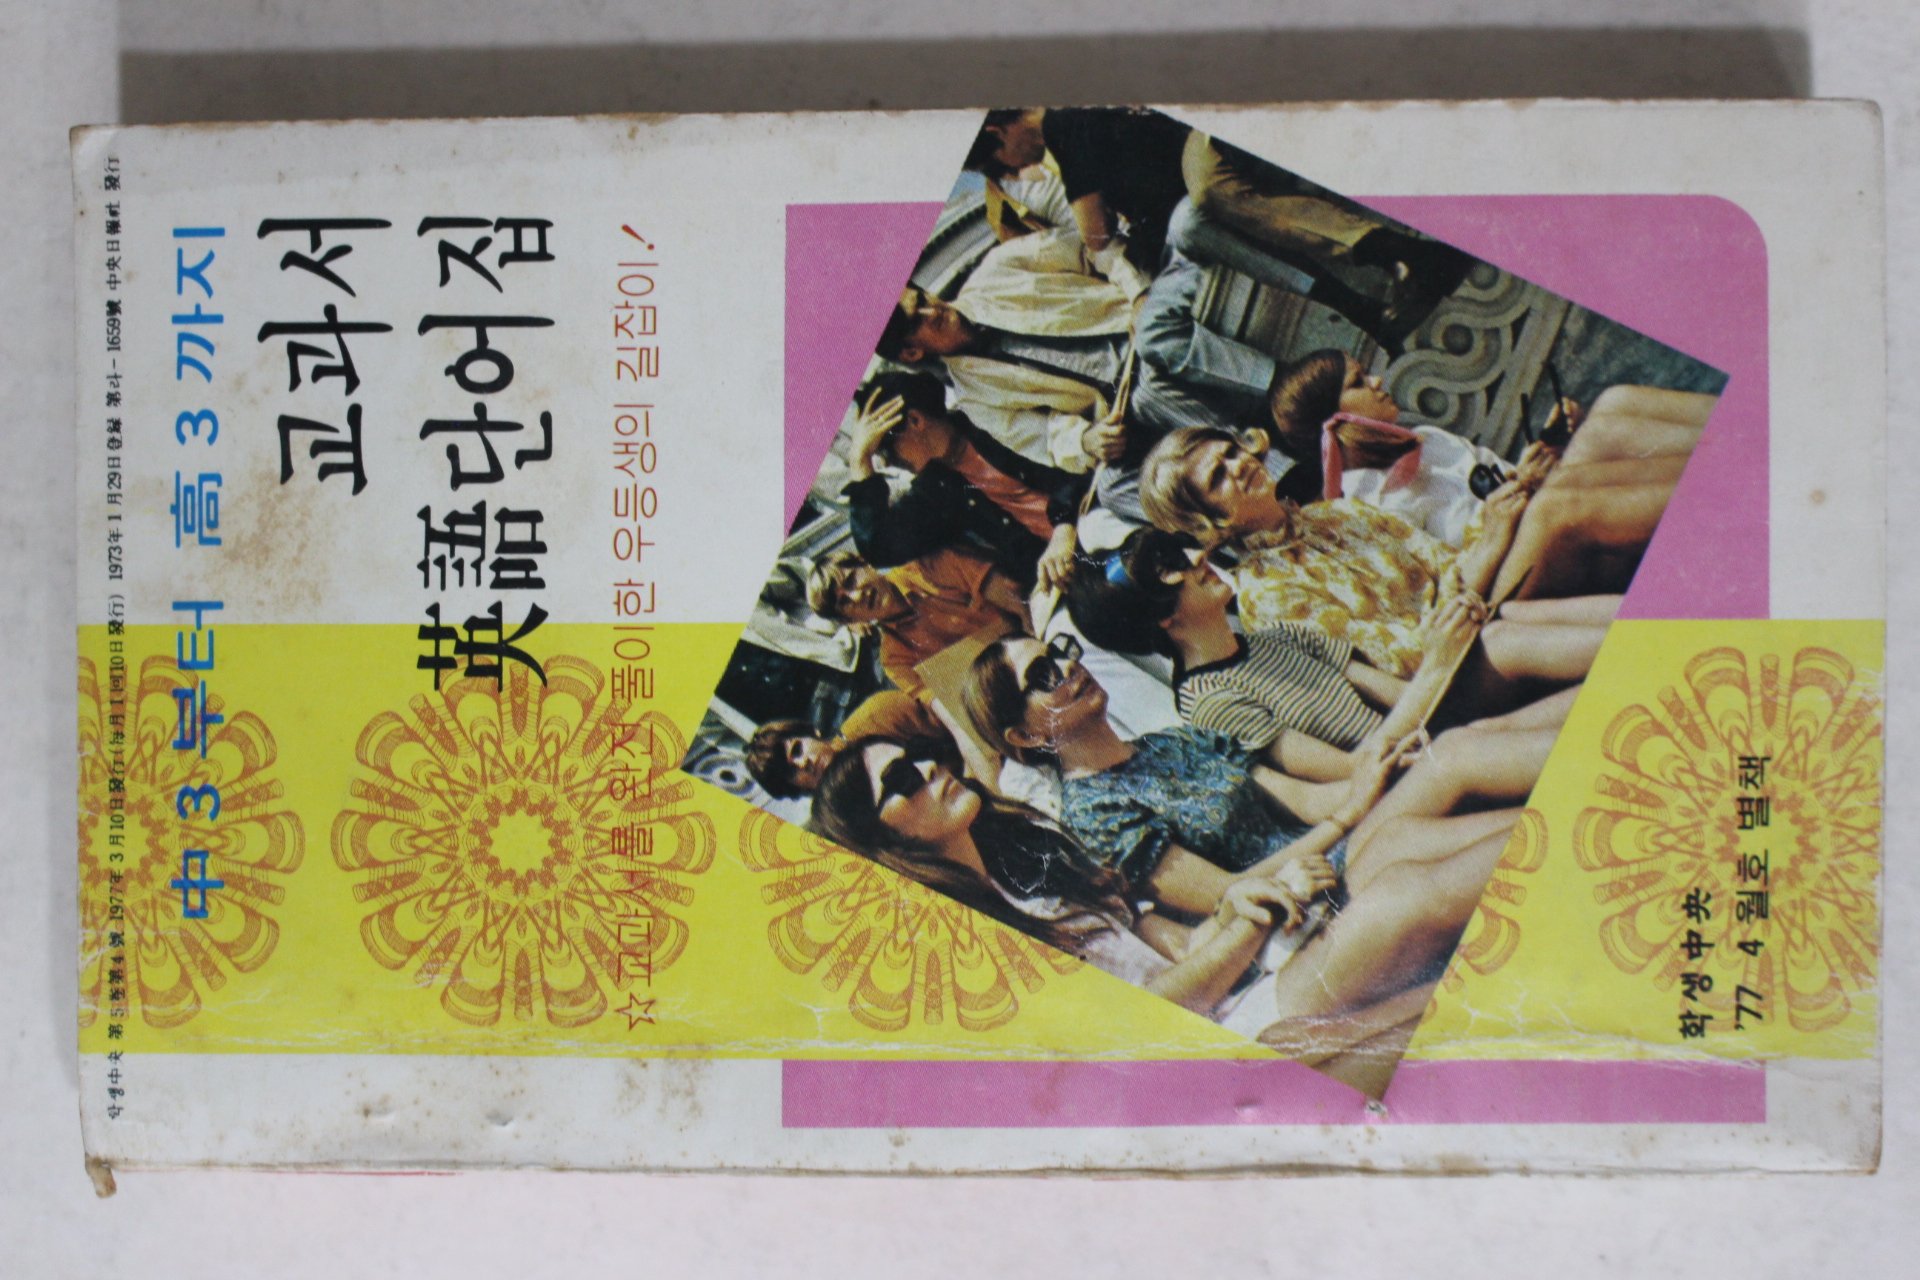 학생中央 第5巻第4號 1977年 3月10日發行(每月 1回10日 發行) 1973年 1月29日 登録 第라-1659號 中央日報社 發行
中3부터 高3까지
교과서
英語단어집
☆교과서를 완전 풀이한 우등생의 길잡이!
학생中央
'77 4월호 별책